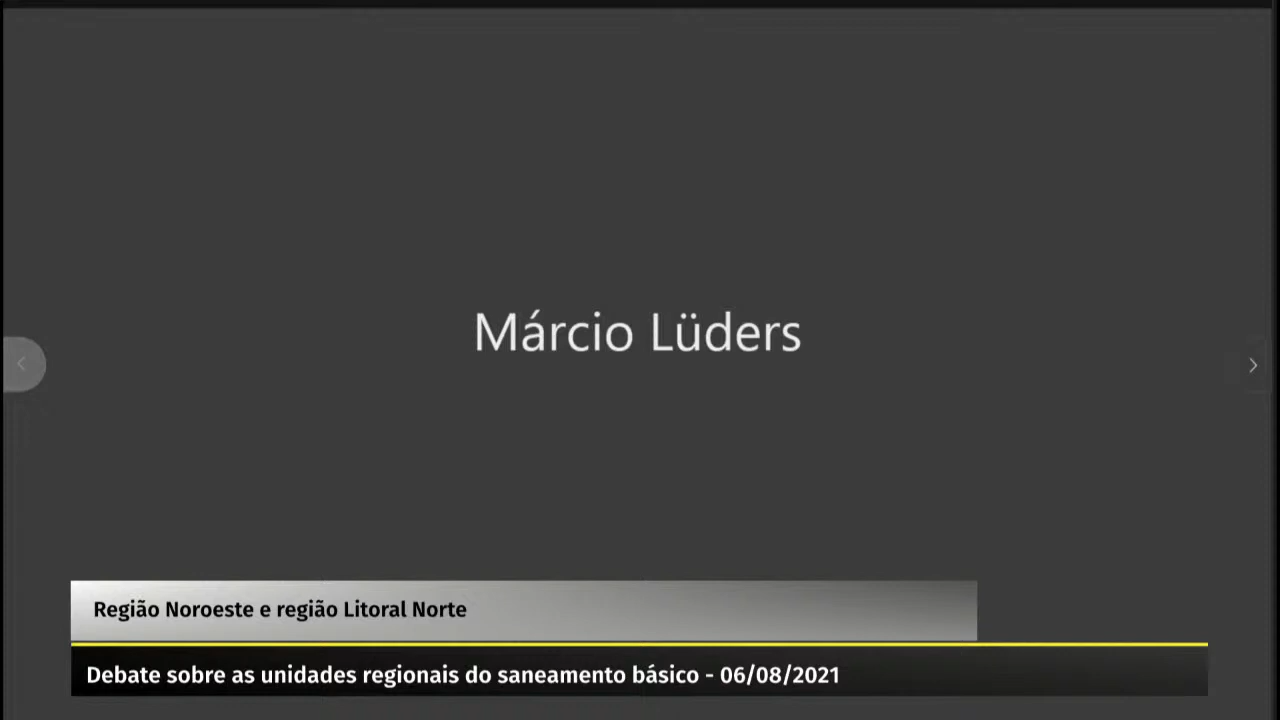 Márcio Lüders
Região Noroeste e região Litoral Norte
Debate sobre as unidades regionais do saneamento básico - 06/08/2021